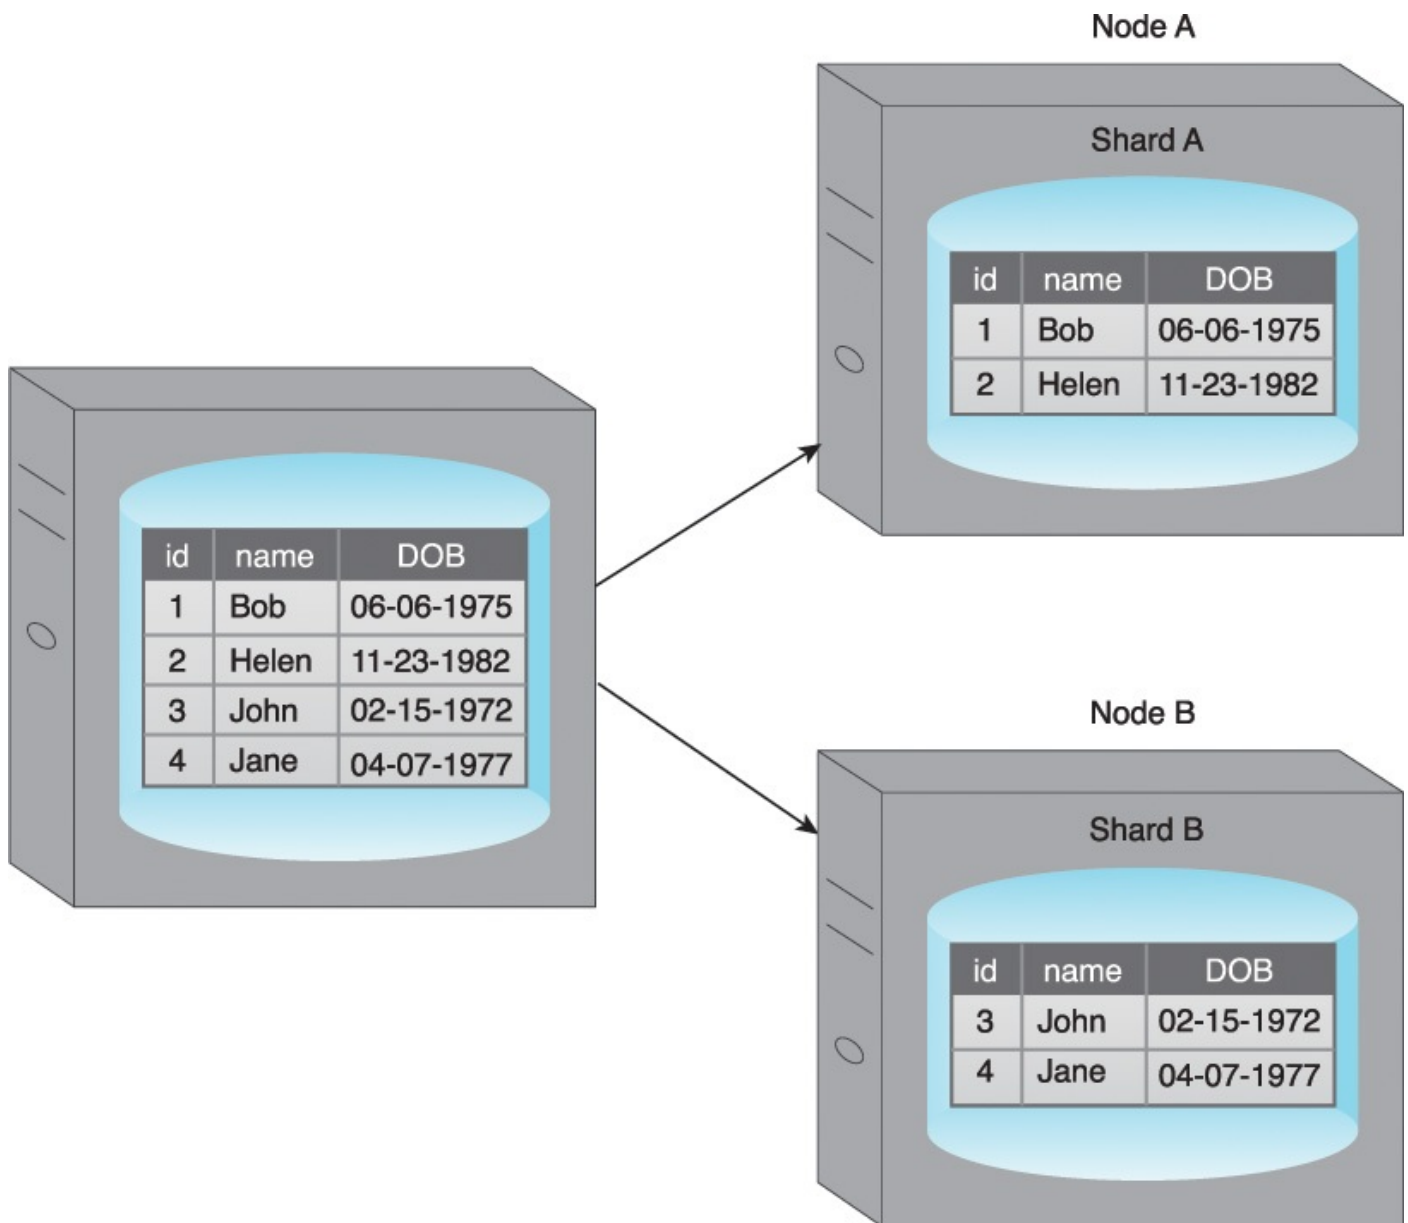 Node A
Shard A
id name DOB
1 Bob 06-06-1975
2 Helen 11-23-1982
id name DOB
1 Bob 06-06-1975
2 Helen 11-23-1982
3 John 02-15-1972
4 Jane 04-07-1977
Node B
Shard B
id name DOB
3 John 02-15-1972
4 Jane 04-07-1977